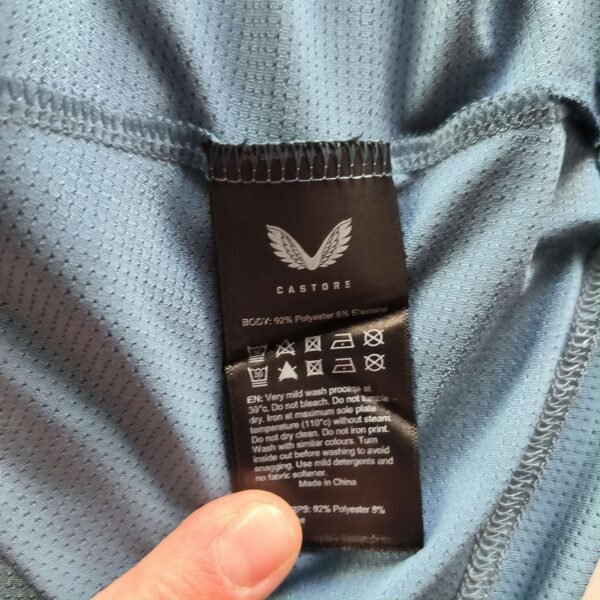 CASTORE
BODY: 92% Polyester 8% Elastane
30
EN: Very mild wash process at
30°c. Do not bleach. Do not tumble
dry. Iron at maximum sole plate
temperature (110°c) without steam.
Do not dry clean. Do not iron print.
Wash with similar colours. Turn
inside out before washing to avoid
snagging. Use mild detergents and
no fabric softener.
Made in China
92% Polyester 8%